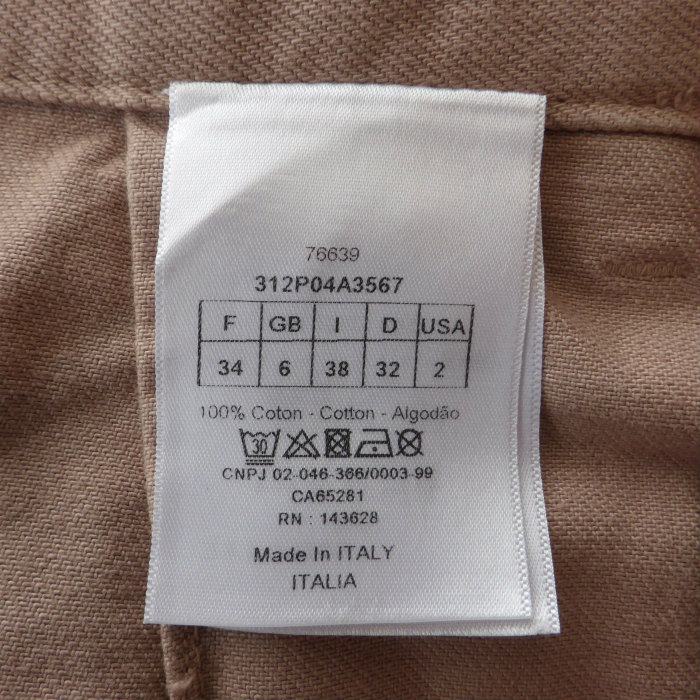 76639
312P04A3567
F GB I D USA
34 6 38 32 2
100% Coton - Cotton - Algodão
30
CNPJ 02-046-366/0003-99
CA65281
RN : 143628
Made In ITALY
ITALIA